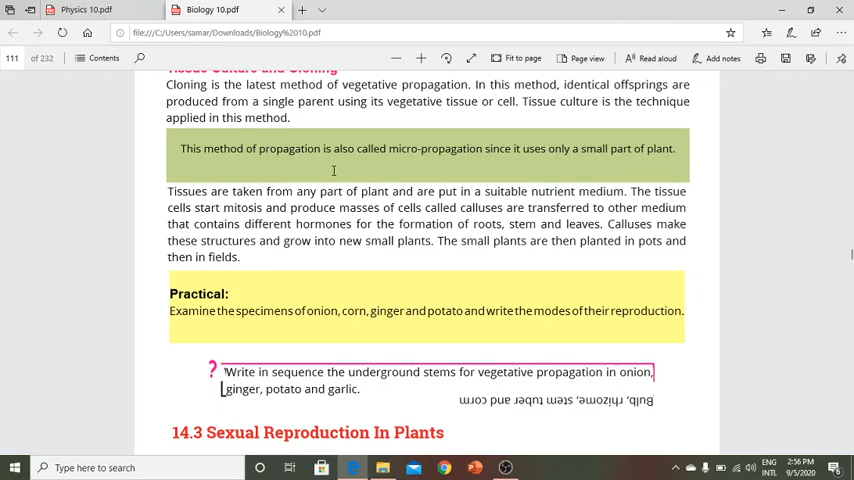 Physics 10.pdf
Biology 10.pdf
file:///C:/Users/samar/Downloads/Biology%2010.pdf
111 of 232
Contents
Fit to page
Page view
Read aloud
Add notes
Tissue Culture and Cloning
Cloning is the latest method of vegetative propagation. In this method, identical offsprings are
produced from a single parent using its vegetative tissue or cell. Tissue culture is the technique
applied in this method.
This method of propagation is also called micro-propagation since it uses only a small part of plant.
Tissues are taken from any part of plant and are put in a suitable nutrient medium. The tissue
cells start mitosis and produce masses of cells called calluses are transferred to other medium
that contains different hormones for the formation of roots, stem and leaves. Calluses make
these structures and grow into new small plants. The small plants are then planted in pots and
then in fields.
Practical:
Examine the specimens of onion, corn, ginger and potato and write the modes of their reproduction.
? Write in sequence the underground stems for vegetative propagation in onion,
ginger, potato and garlic.
Bulb, rhizome, stem tuber and corm
14.3 Sexual Reproduction In Plants
Type here to search
ENG
INTL
2:56 PM
9/5/2020